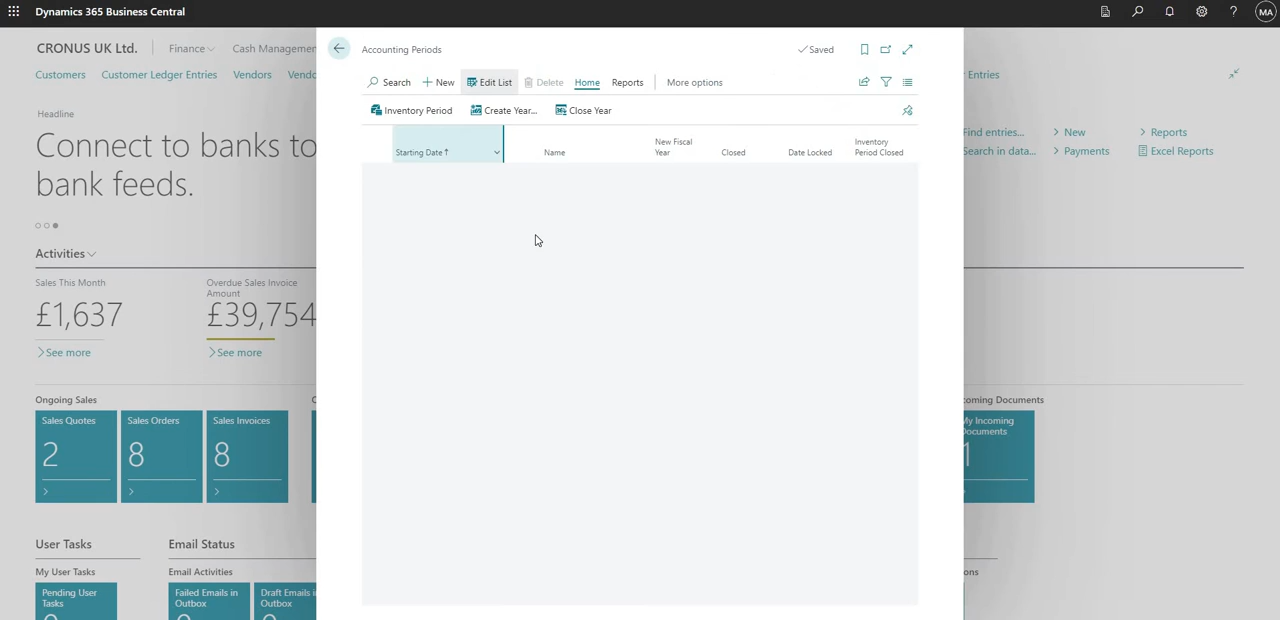 Dynamics 365 Business Central
MA
CRONUS UK Ltd.
Finance
Cash Managemen
Customers
Customer Ledger Entries
Vendors
Vendo
Entries
Accounting Periods
Saved
Search
New
Edit List
Delete
Home
Reports
More options
Inventory Period
Create Year...
Close Year
Starting Date
Name
New Fiscal
Year
Closed
Date Locked
Inventory
Period Closed
Find entries...
New
Reports
Search in data...
Payments
Excel Reports
Headline
Connect to banks to
bank feeds.
Activities
Sales This Month
Overdue Sales Invoice
Amount
£1,637
£39,754
See more
See more
Ongoing Sales
Sales Quotes
2
Sales Orders
8
Sales Invoices
8
coming Documents
My Incoming
Documents
1
User Tasks
Email Status
My User Tasks
Email Activities
ons
Pending User
Tasks
Failed Emails in
Outbox
Draft Emails i
Outbox